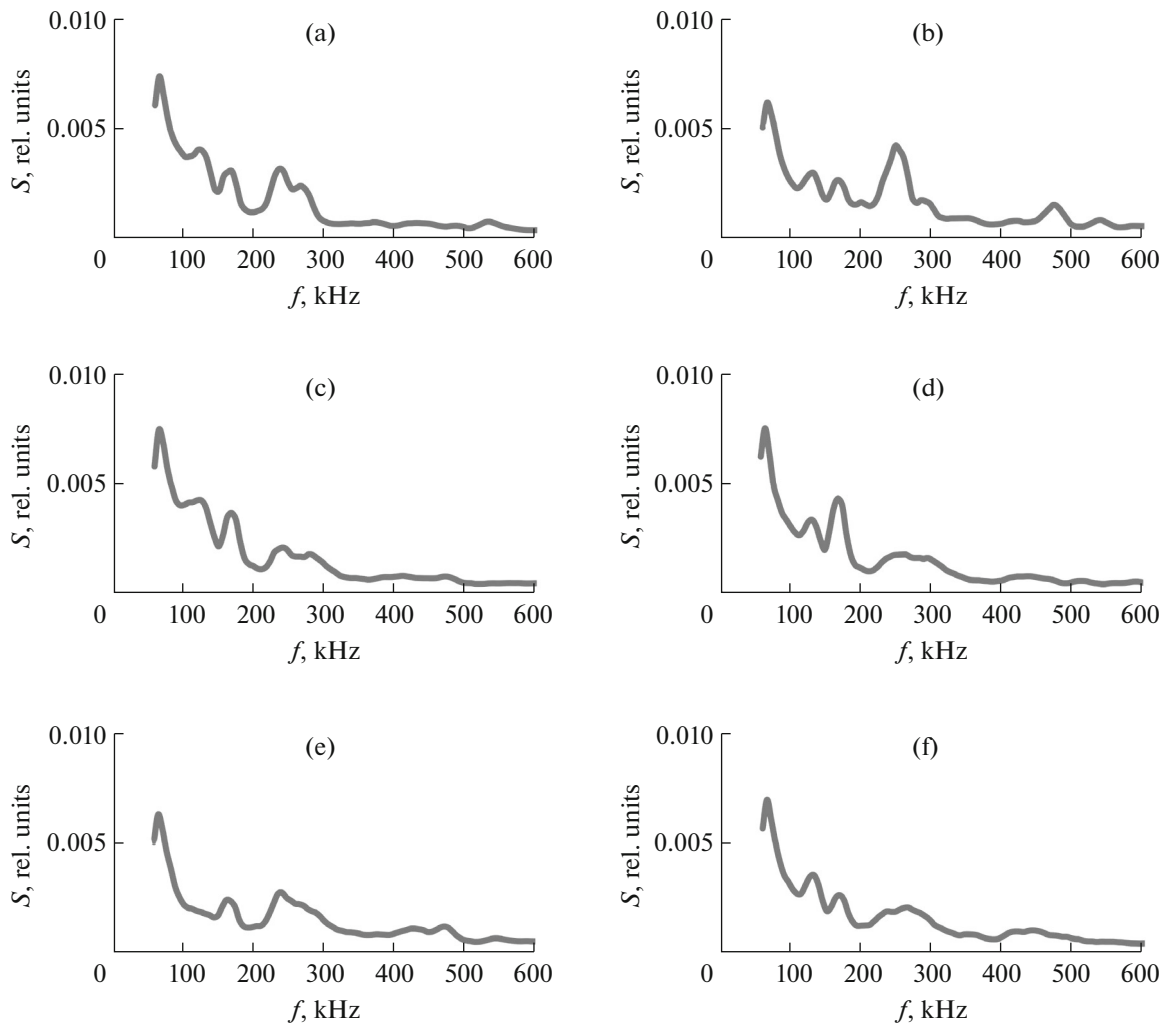 0.010 (a) 0.010 (b)
S, rel. units S, rel. units
0.005 0.005
0 100 200 300 400 500 600 0 100 200 300 400 500 600
f, kHz f, kHz
0.010 (c) 0.010 (d)
S, rel. units S, rel. units
0.005 0.005
0 100 200 300 400 500 600 0 100 200 300 400 500 600
f, kHz f, kHz
0.010 (e) 0.010 (f)
S, rel. units S, rel. units
0.005 0.005
0 100 200 300 400 500 600 0 100 200 300 400 500 600
f, kHz f, kHz